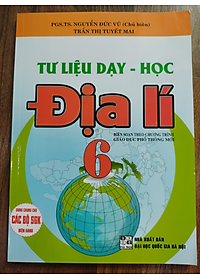 PGS.TS. NGUYỄN ĐỨC VŨ (Chủ biên)
TRẦN THỊ TUYẾT MAI
TƯ LIỆU DẠY - HỌC
Địa lí
BIÊN SOẠN THEO CHƯƠNG TRÌNH
GIÁO DỤC PHỔ THÔNG MỚI
6
DÙNG CHUNG CHO
CÁC BỘ SGK
HIỆN HÀNH
NHÀ XUẤT BẢN
ĐẠI HỌC QUỐC GIA HÀ NỘI